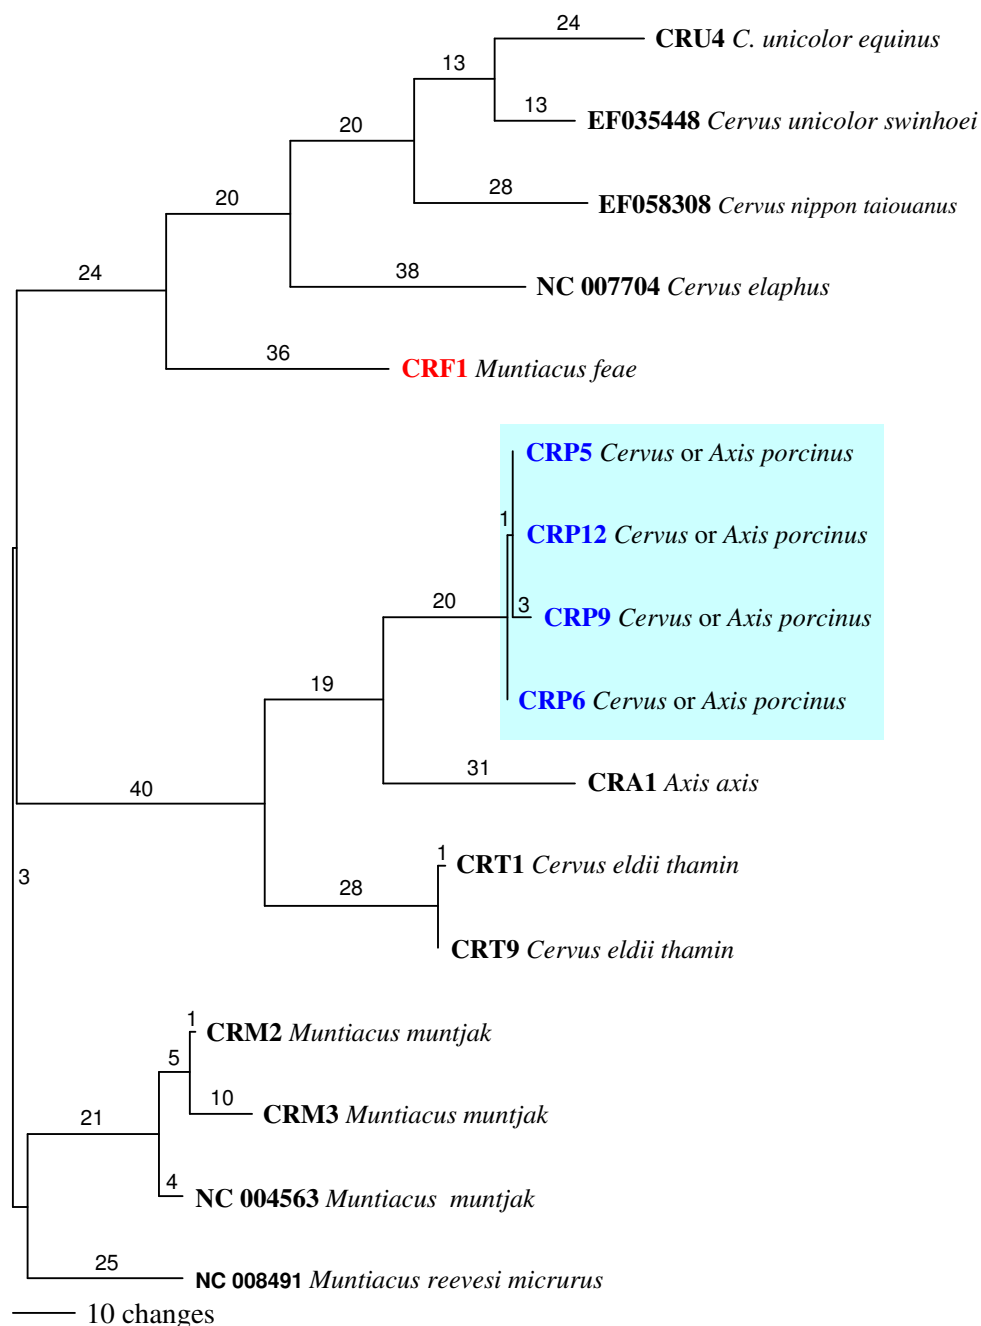 24
CRU4 C. unicolor equinus
13
13
EF035448 Cervus unicolor swinhoei
20
28
EF058308 Cervus nippon taiouanus
20
38
NC 007704 Cervus elaphus
24
36
CRF1 Muntiacus feae
CRP5 Cervus or Axis porcinus
1
CRP12 Cervus or Axis porcinus
20
3
CRP9 Cervus or Axis porcinus
19
CRP6 Cervus or Axis porcinus
31
CRA1 Axis axis
40
1
CRT1 Cervus eldii thamin
3
28
CRT9 Cervus eldii thamin
1
CRM2 Muntiacus muntjak
5
10
CRM3 Muntiacus muntjak
21
4
NC 004563 Muntiacus muntjak
25
NC 008491 Muntiacus reevesi micrurus
10 changes